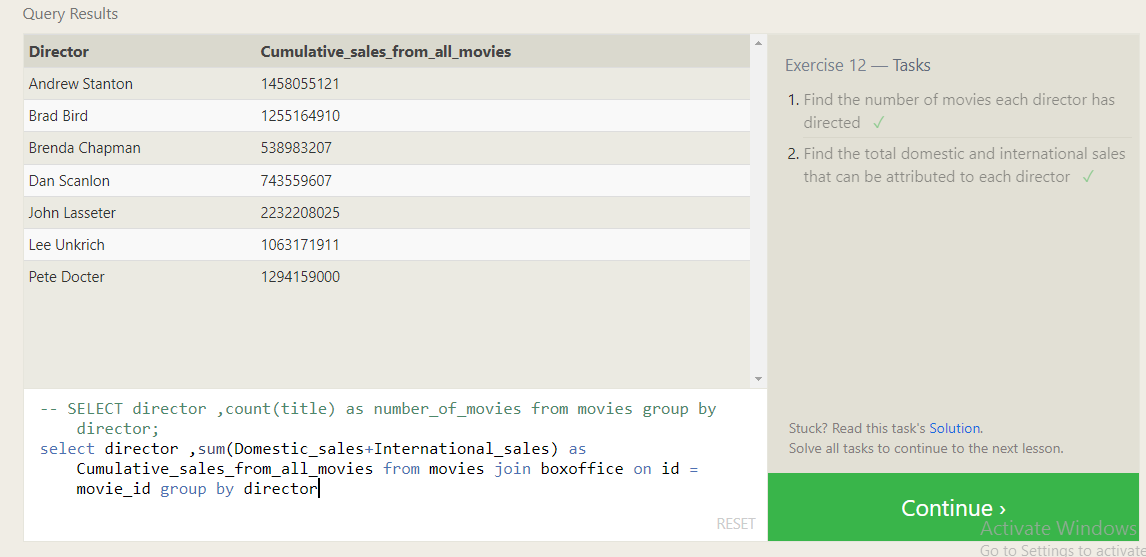 Query Results
Director Cumulative_sales_from_all_movies
Andrew Stanton 1458055121
Brad Bird 1255164910
Brenda Chapman 538983207
Dan Scanlon 743559607
John Lasseter 2232208025
Lee Unkrich 1063171911
Pete Docter 1294159000
-- SELECT director ,count(title) as number_of_movies from movies group by
director;
select director ,sum(Domestic_sales+International_sales) as
Cumulative_sales_from_all_movies from movies join boxoffice on id =
movie_id group by director
RESET
Exercise 12 — Tasks
1. Find the number of movies each director has
directed ✓
2. Find the total domestic and international sales
that can be attributed to each director ✓
Stuck? Read this task's Solution.
Solve all tasks to continue to the next lesson.
Continue ›
Activate Windows
Go to Settings to activate